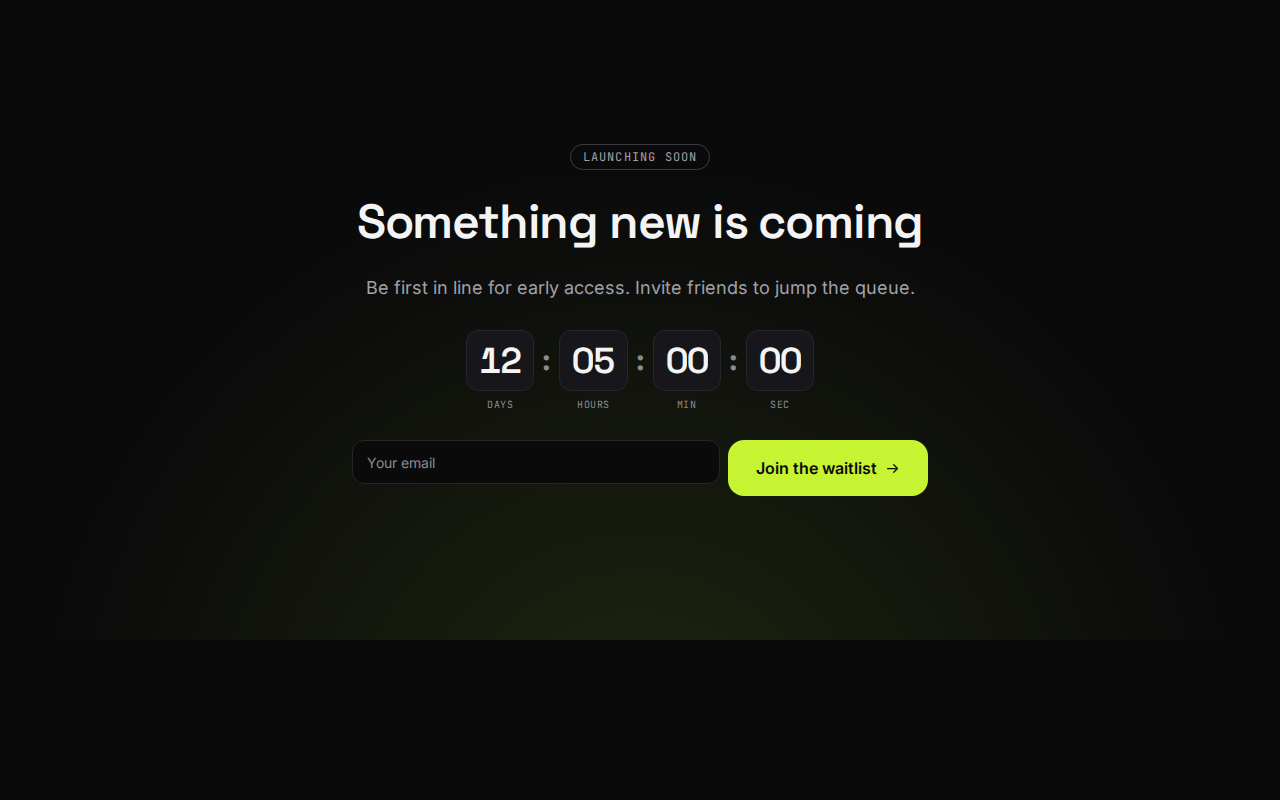 LAUNCHING SOON
Something new is coming
Be first in line for early access. Invite friends to jump the queue.
12 : 05 : 00 : 00
DAYS HOURS MIN SEC
Your email
Join the waitlist →